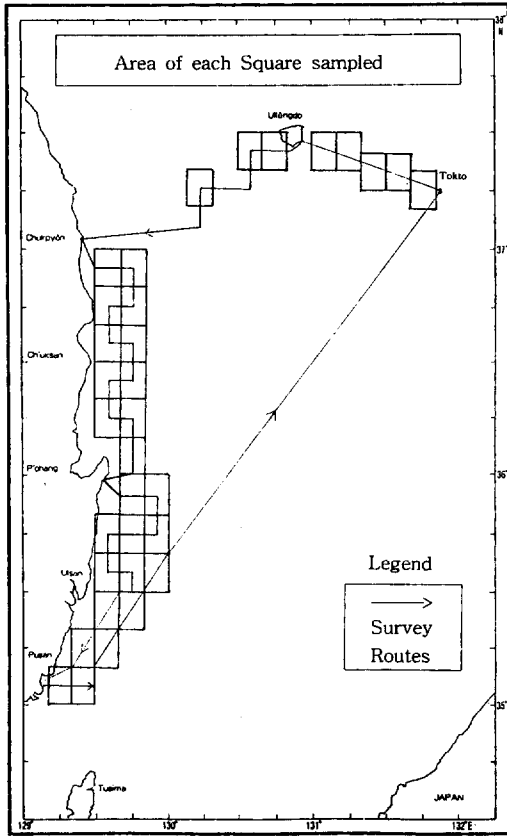 38°
N
Area of each Square sampled
Ullŭngdo
Tokto
Chukpyŏn
37°
Ch'uksan
P'ohang
36°
Ulsan
Legend
Survey
Routes
Pusan
35°
Tusima
JAPAN
129°
130°
131°
132°E